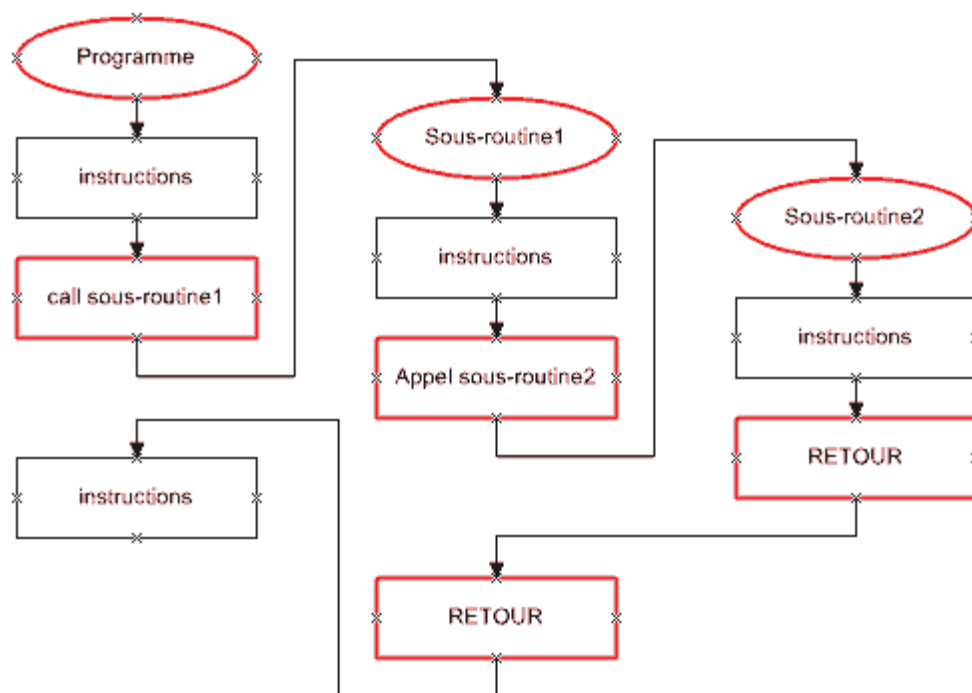 Programme
instructions
call sous-routine1
Sous-routine1
instructions
Appel sous-routine2
Sous-routine2
instructions
RETOUR
RETOUR
instructions